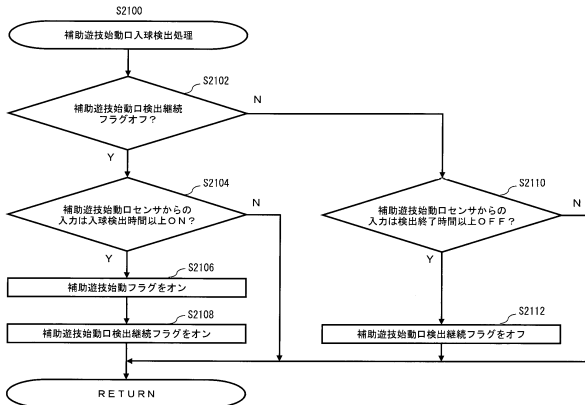 S2100
補助遊技始動口入球検出処理
S2102
補助遊技始動口検出継続
フラグオフ？
N
Y
S2104
補助遊技始動口センサからの
入力は入球検出時間以上ON？
N
Y
S2110
補助遊技始動口センサからの
入力は検出終了時間以上OFF？
N
Y
S2106
補助遊技始動フラグをオン
S2108
補助遊技始動口検出継続フラグをオン
S2112
補助遊技始動口検出継続フラグをオフ
RETURN